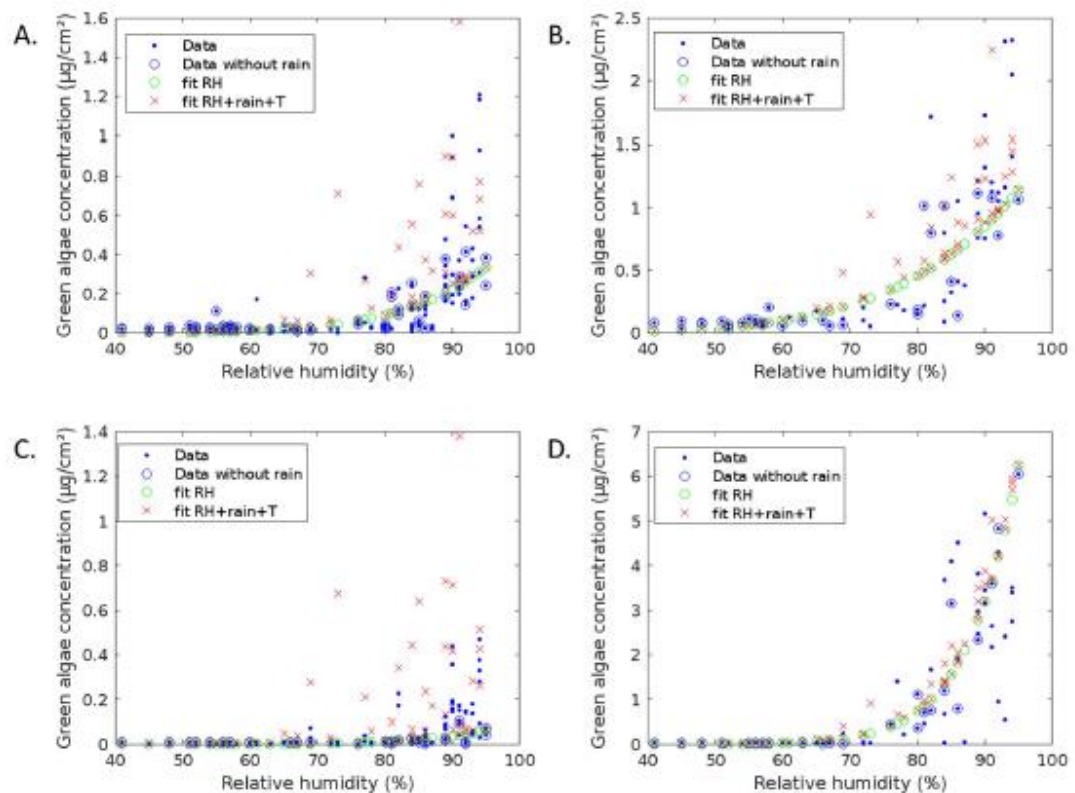 A.
Green algae concentration (µg/cm²)
1.6
1.4
1.2
1
0.8
0.6
0.4
0.2
0
Data
Data without rain
fit RH
fit RH+rain+T
40 50 60 70 80 90 100
Relative humidity (%)
B.
Green algae concentration (µg/cm²)
2.5
2
1.5
1
0.5
0
Data
Data without rain
fit RH
fit RH+rain+T
40 50 60 70 80 90 100
Relative humidity (%)
C.
Green algae concentration (µg/cm²)
1.4
1.2
1
0.8
0.6
0.4
0.2
0
Data
Data without rain
fit RH
fit RH+rain+T
40 50 60 70 80 90 100
Relative humidity (%)
D.
Green algae concentration (µg/cm²)
7
6
5
4
3
2
1
0
Data
Data without rain
fit RH
fit RH+rain+T
40 50 60 70 80 90 100
Relative humidity (%)